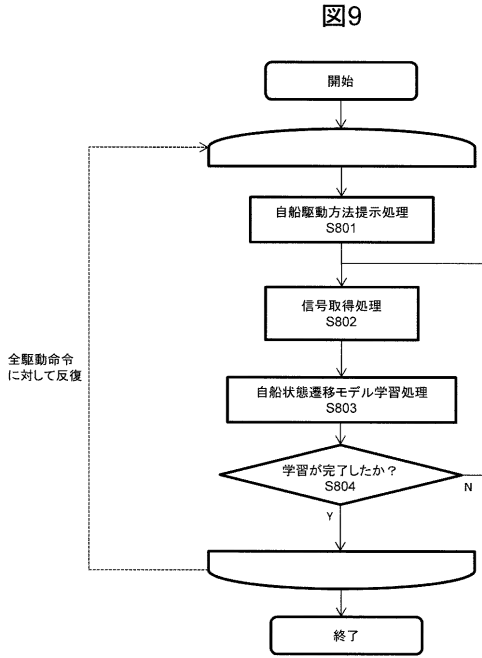 図9
開始
自船駆動方法提示処理
S801
信号取得処理
S802
全駆動命令
に対して反復
自船状態遷移モデル学習処理
S803
学習が完了したか?
S804
N
Y
終了